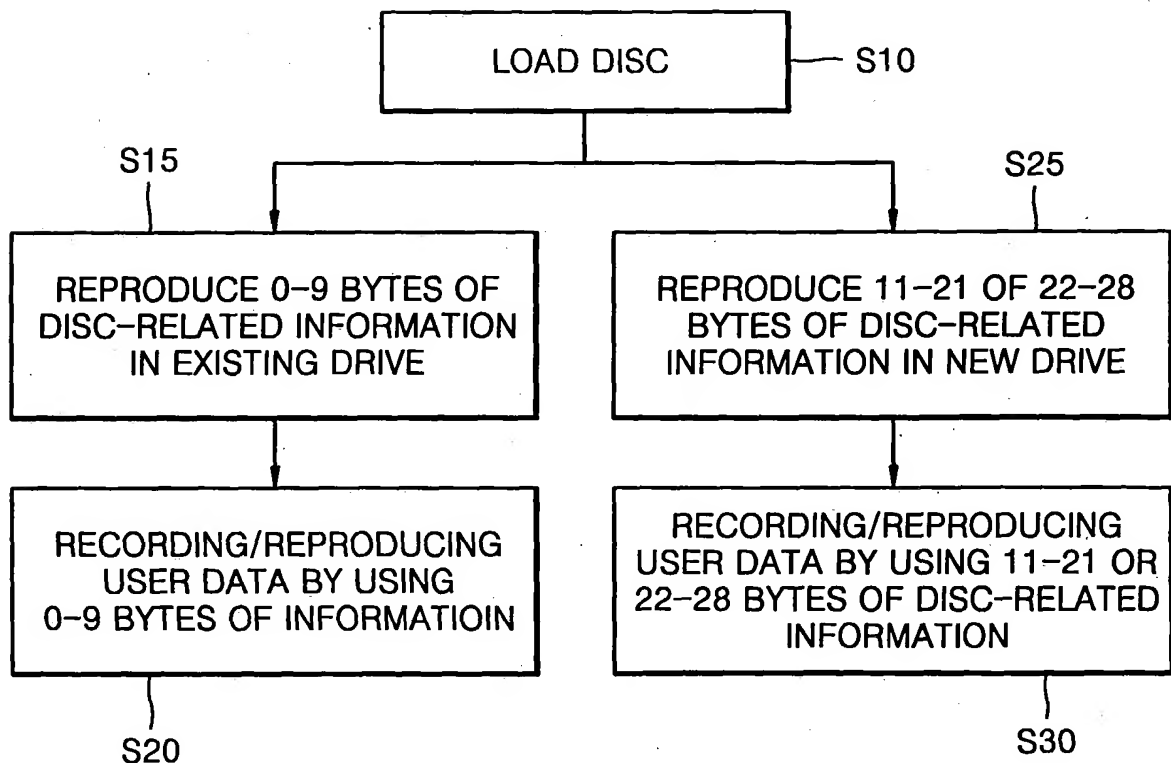 LOAD DISC
S10
S15
S25
REPRODUCE 0-9 BYTES OF
DISC-RELATED INFORMATION
IN EXISTING DRIVE
REPRODUCE 11-21 OF 22-28
BYTES OF DISC-RELATED
INFORMATION IN NEW DRIVE
RECORDING/REPRODUCING
USER DATA BY USING
0-9 BYTES OF INFORMATIOIN
RECORDING/REPRODUCING
USER DATA BY USING 11-21 OR
22-28 BYTES OF DISC-RELATED
INFORMATION
S20
S30